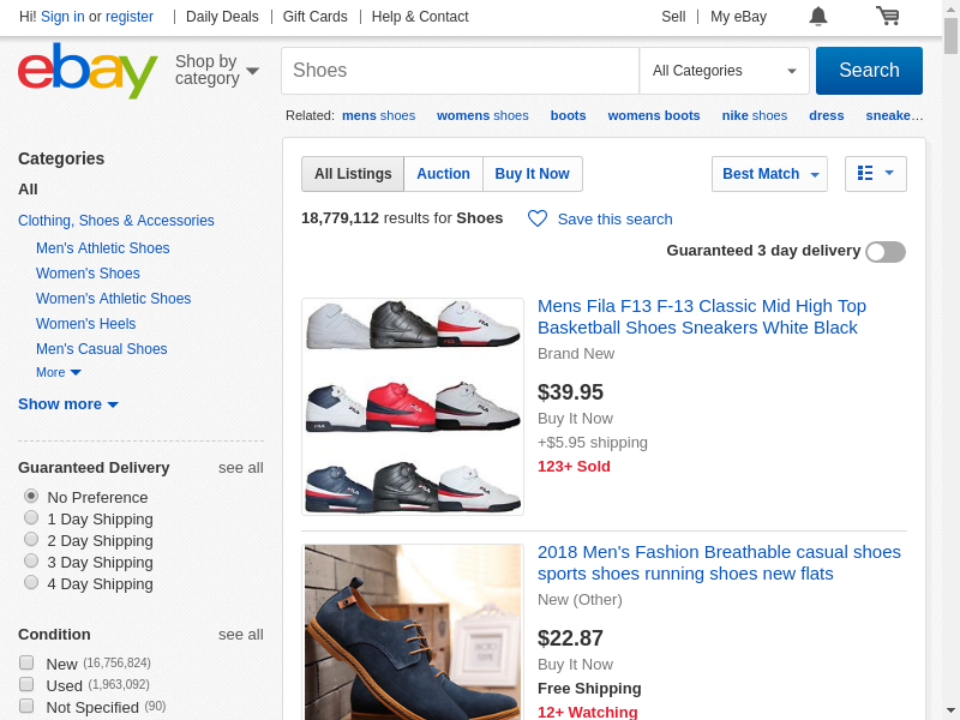 Hi! Sign in or register
Daily Deals
Gift Cards
Help & Contact
Sell
My eBay
ebay
Shop by
category
Shoes
All Categories
Search
Related: mens shoes womens shoes boots womens boots nike shoes dress sneake…
Categories
All
Clothing, Shoes & Accessories
Men's Athletic Shoes
Women's Shoes
Women's Athletic Shoes
Women's Heels
Men's Casual Shoes
More
Show more
Guaranteed Delivery see all
No Preference
1 Day Shipping
2 Day Shipping
3 Day Shipping
4 Day Shipping
Condition see all
New (16,756,824)
Used (1,963,092)
Not Specified (90)
All Listings
Auction
Buy It Now
Best Match
18,779,112 results for Shoes
Save this search
Guaranteed 3 day delivery
Mens Fila F13 F-13 Classic Mid High Top
Basketball Shoes Sneakers White Black
Brand New
$39.95
Buy It Now
+$5.95 shipping
123+ Sold
2018 Men's Fashion Breathable casual shoes
sports shoes running shoes new flats
New (Other)
$22.87
Buy It Now
Free Shipping
12+ Watching